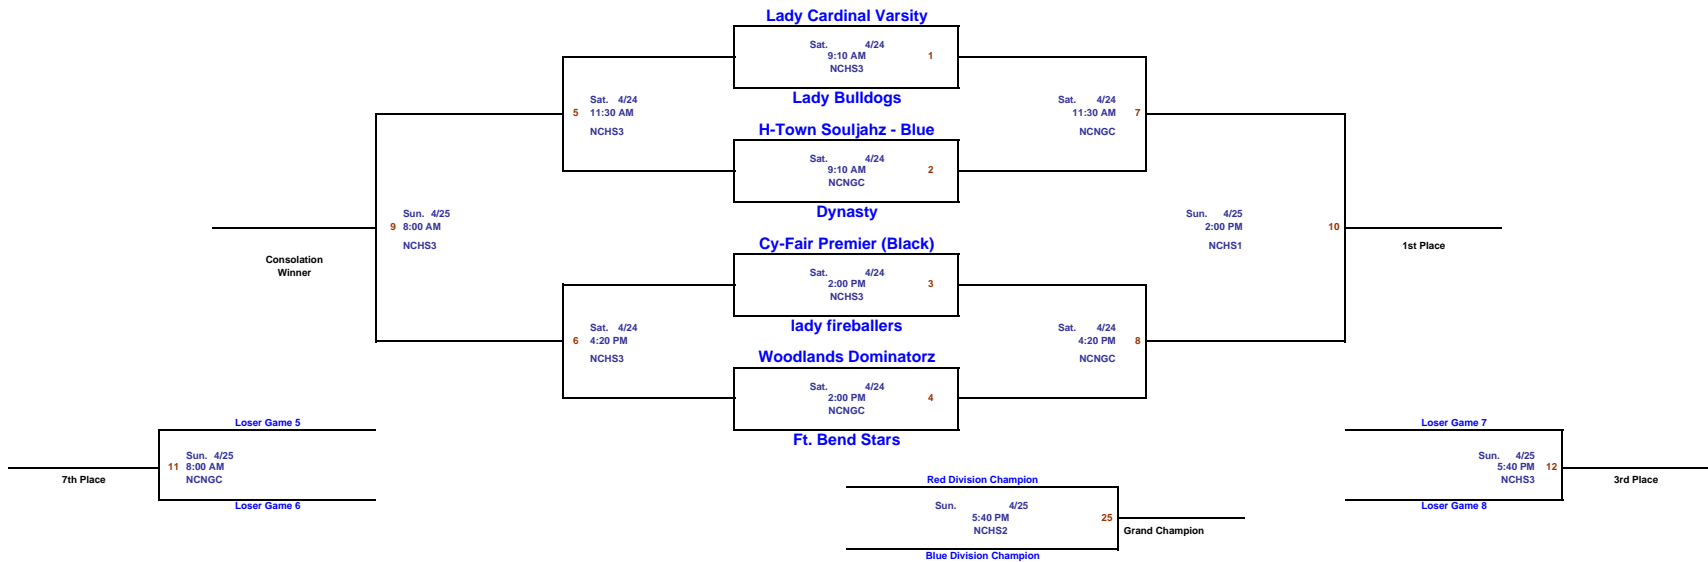 Lady Cardinal Varsity
Sat. 4/24
9:10 AM 1
NCHS3
Lady Bulldogs
Sat. 4/24
5 11:30 AM
NCHS3
Sat. 4/24
11:30 AM 7
NCNGC
H-Town Souljahz - Blue
Sat. 4/24
9:10 AM 2
NCNGC
Dynasty
Sun. 4/25
9 8:00 AM
NCHS3
Consolation
Winner
Sun. 4/25
2:00 PM 10
NCHS1
1st Place
Cy-Fair Premier (Black)
Sat. 4/24
2:00 PM 3
NCHS3
lady fireballers
Sat. 4/24
6 4:20 PM
NCHS3
Sat. 4/24
4:20 PM 8
NCNGC
Woodlands Dominatorz
Sat. 4/24
2:00 PM 4
NCNGC
Ft. Bend Stars
Loser Game 5
Sun. 4/25
11 8:00 AM
NCNGC
7th Place
Loser Game 6
Loser Game 7
Sun. 4/25
5:40 PM 12
NCHS3
3rd Place
Loser Game 8
Red Division Champion
Sun. 4/25
5:40 PM 25
NCHS2
Grand Champion
Blue Division Champion